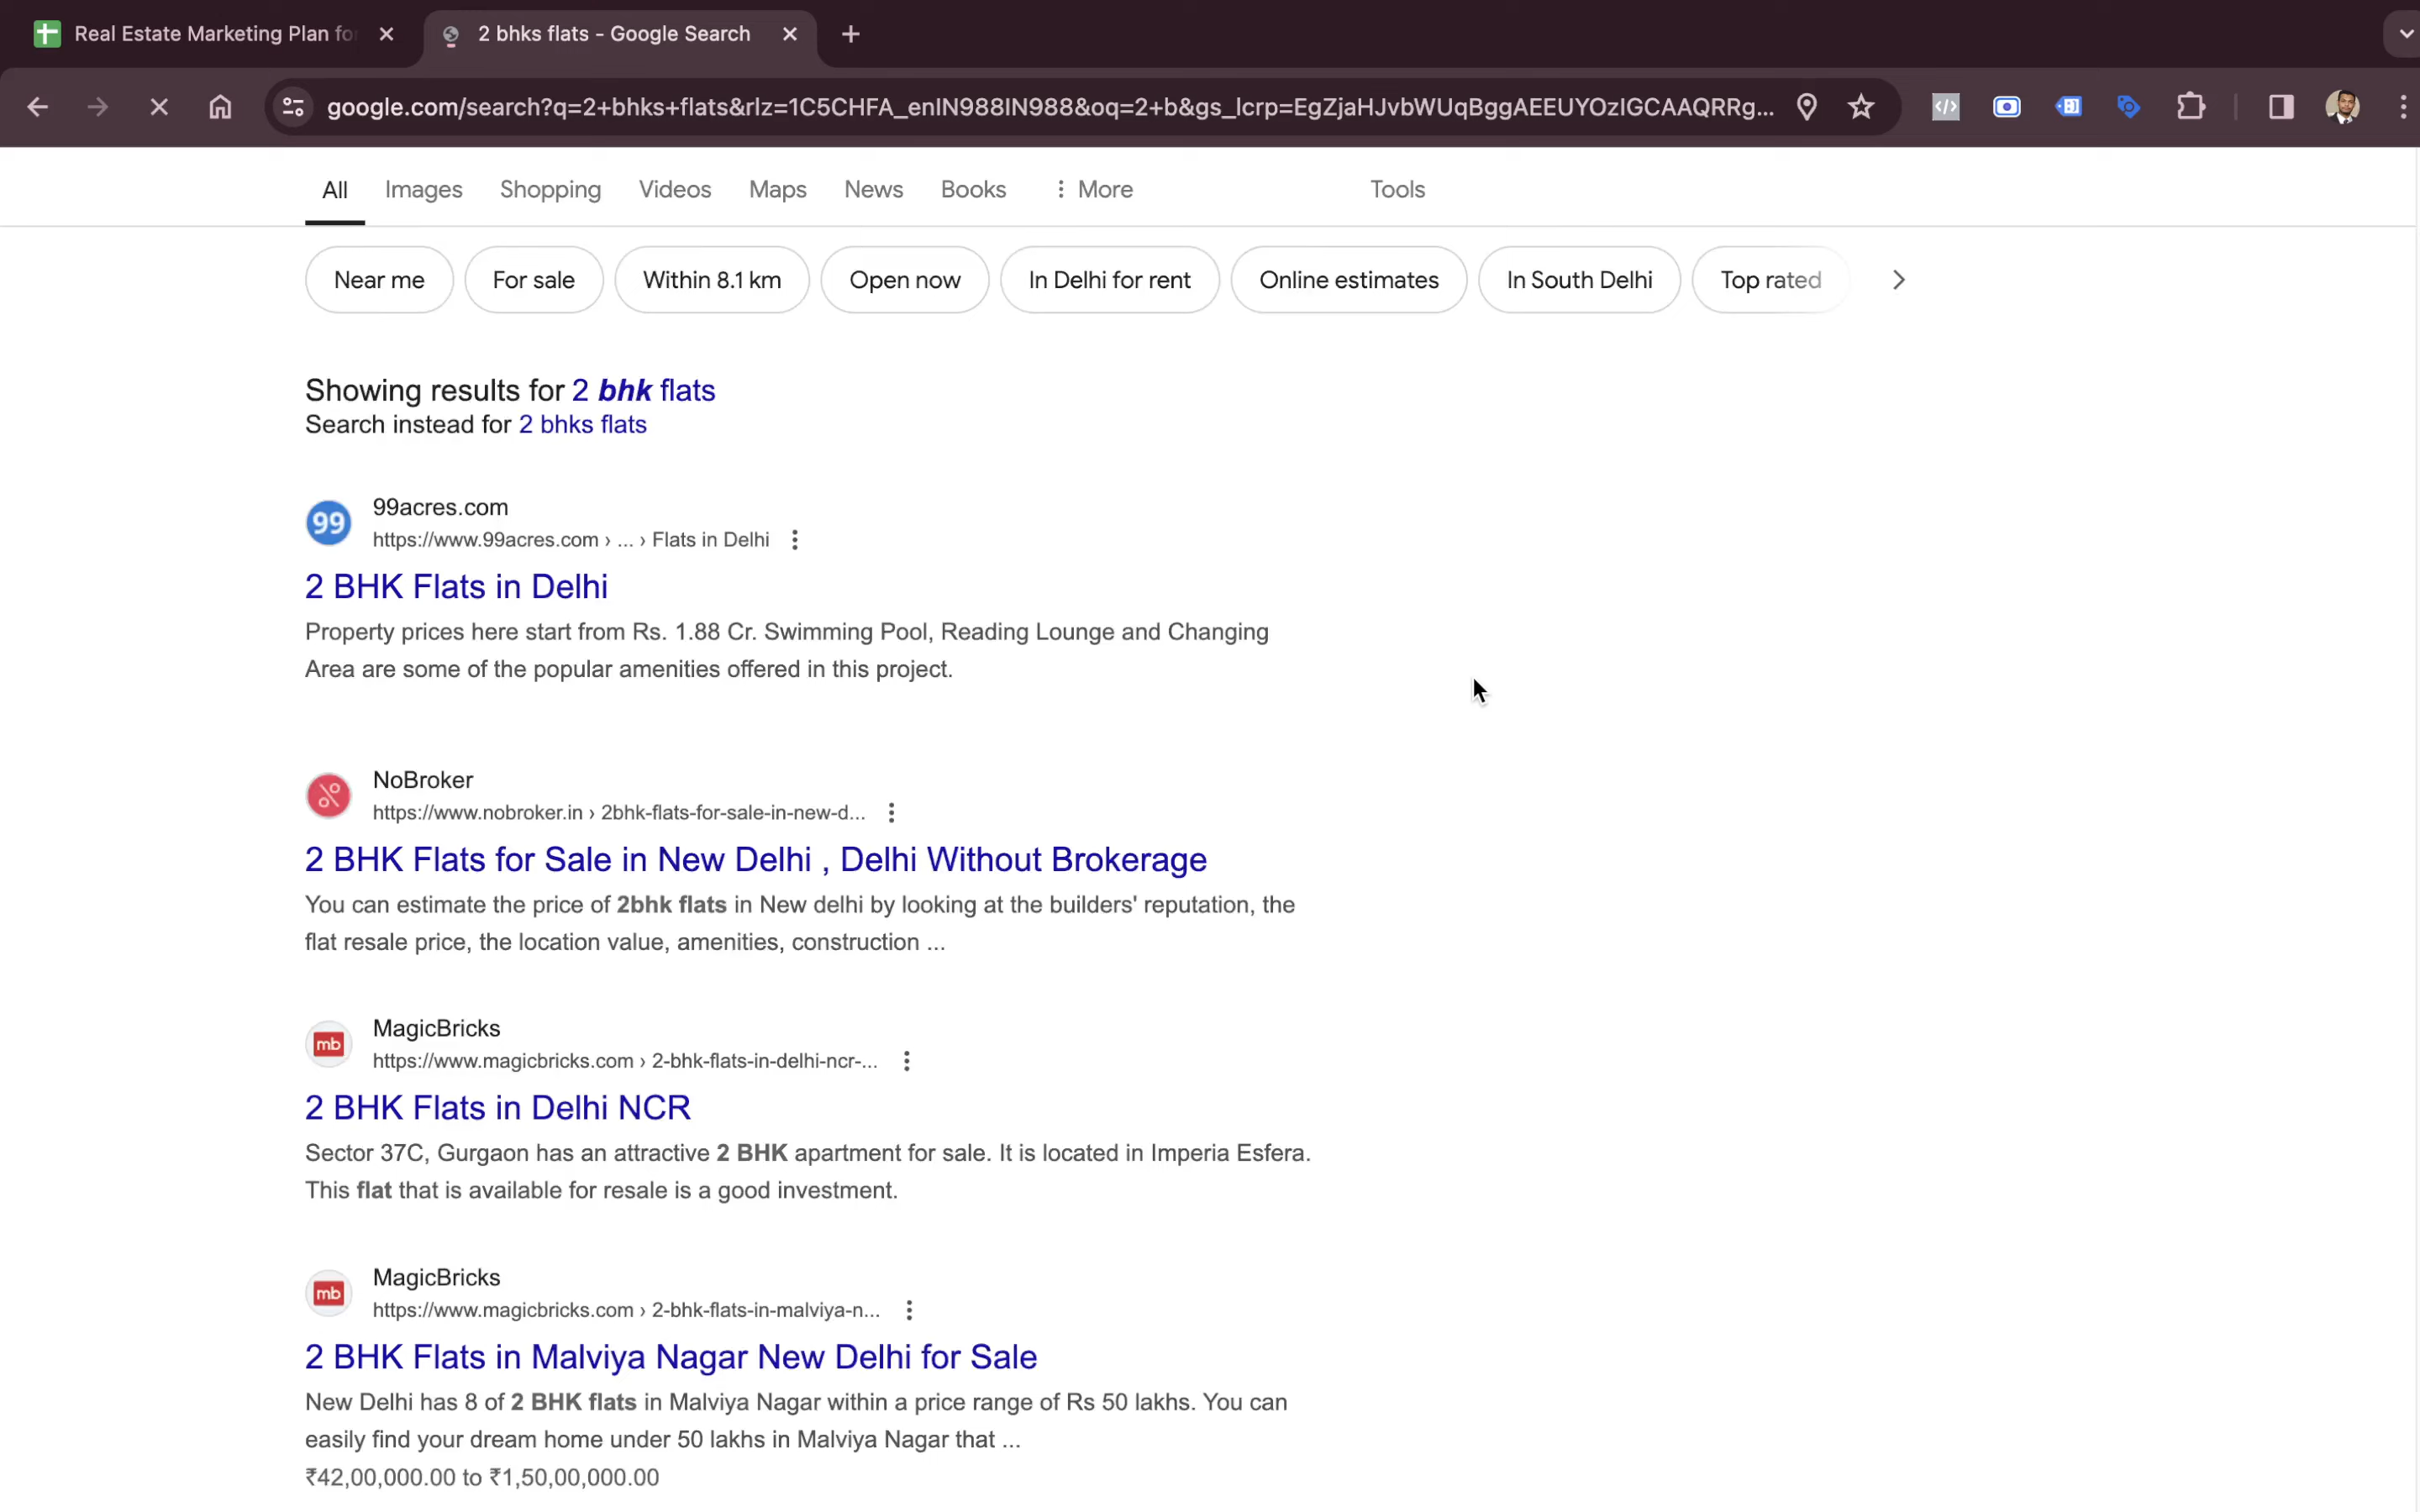 Real Estate Marketing Plan for
2 bhks flats - Google Search
google.com/search?q=2+bhks+flats&rlz=1C5CHFA_enIN988IN988&oq=2+b&gs_lcrp=EgZjaHJvbWUqBggAEEUYOzIGCAAQRRg...
All Images Shopping Videos Maps News Books More Tools
Near me For sale Within 8.1 km Open now In Delhi for rent Online estimates In South Delhi Top rated
Showing results for 2 bhk flats
Search instead for 2 bhks flats
99
99acres.com
https://www.99acres.com › ... › Flats in Delhi
2 BHK Flats in Delhi
Property prices here start from Rs. 1.88 Cr. Swimming Pool, Reading Lounge and Changing
Area are some of the popular amenities offered in this project.
NoBroker
https://www.nobroker.in › 2bhk-flats-for-sale-in-new-d...
2 BHK Flats for Sale in New Delhi , Delhi Without Brokerage
You can estimate the price of 2bhk flats in New delhi by looking at the builders' reputation, the
flat resale price, the location value, amenities, construction ...
mb
MagicBricks
https://www.magicbricks.com › 2-bhk-flats-in-delhi-ncr-...
2 BHK Flats in Delhi NCR
Sector 37C, Gurgaon has an attractive 2 BHK apartment for sale. It is located in Imperia Esfera.
This flat that is available for resale is a good investment.
mb
MagicBricks
https://www.magicbricks.com › 2-bhk-flats-in-malviya-n...
2 BHK Flats in Malviya Nagar New Delhi for Sale
New Delhi has 8 of 2 BHK flats in Malviya Nagar within a price range of Rs 50 lakhs. You can
easily find your dream home under 50 lakhs in Malviya Nagar that ...
₹42,00,000.00 to ₹1,50,00,000.00